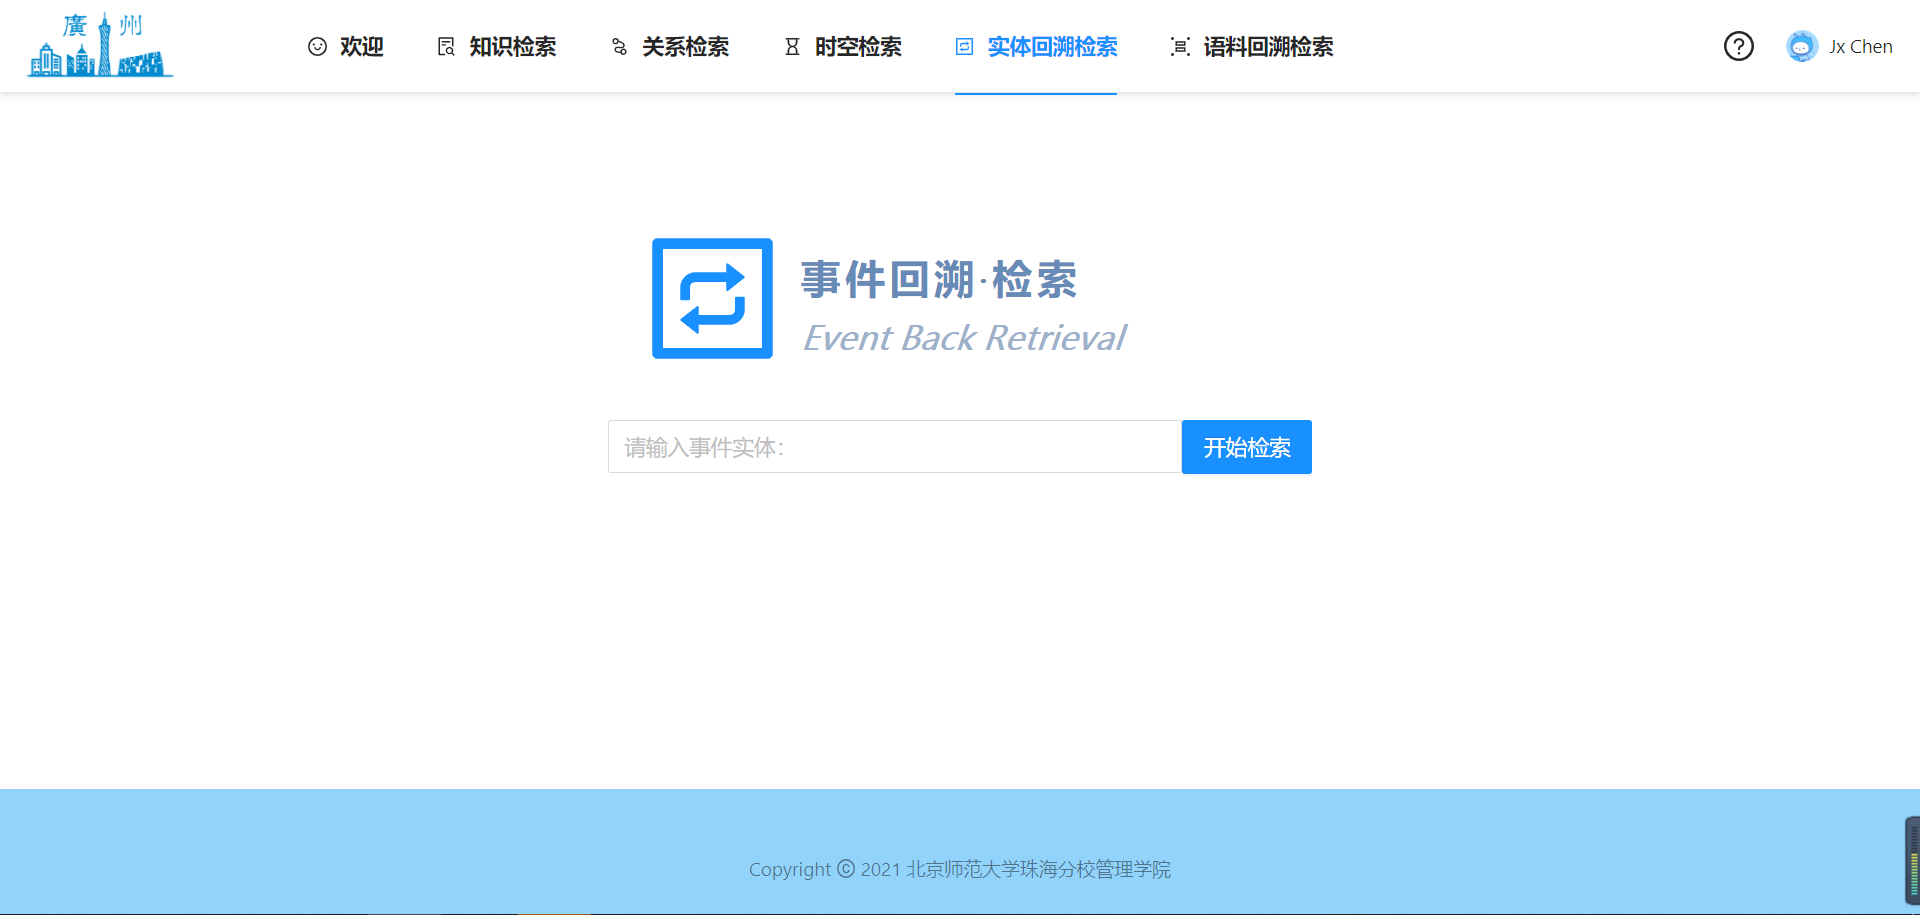 廣 州
欢迎
知识检索
关系检索
时空检索
实体回溯检索
语料回溯检索
Jx Chen
事件回溯·检索
Event Back Retrieval
请输入事件实体：
开始检索
Copyright © 2021 北京师范大学珠海分校管理学院